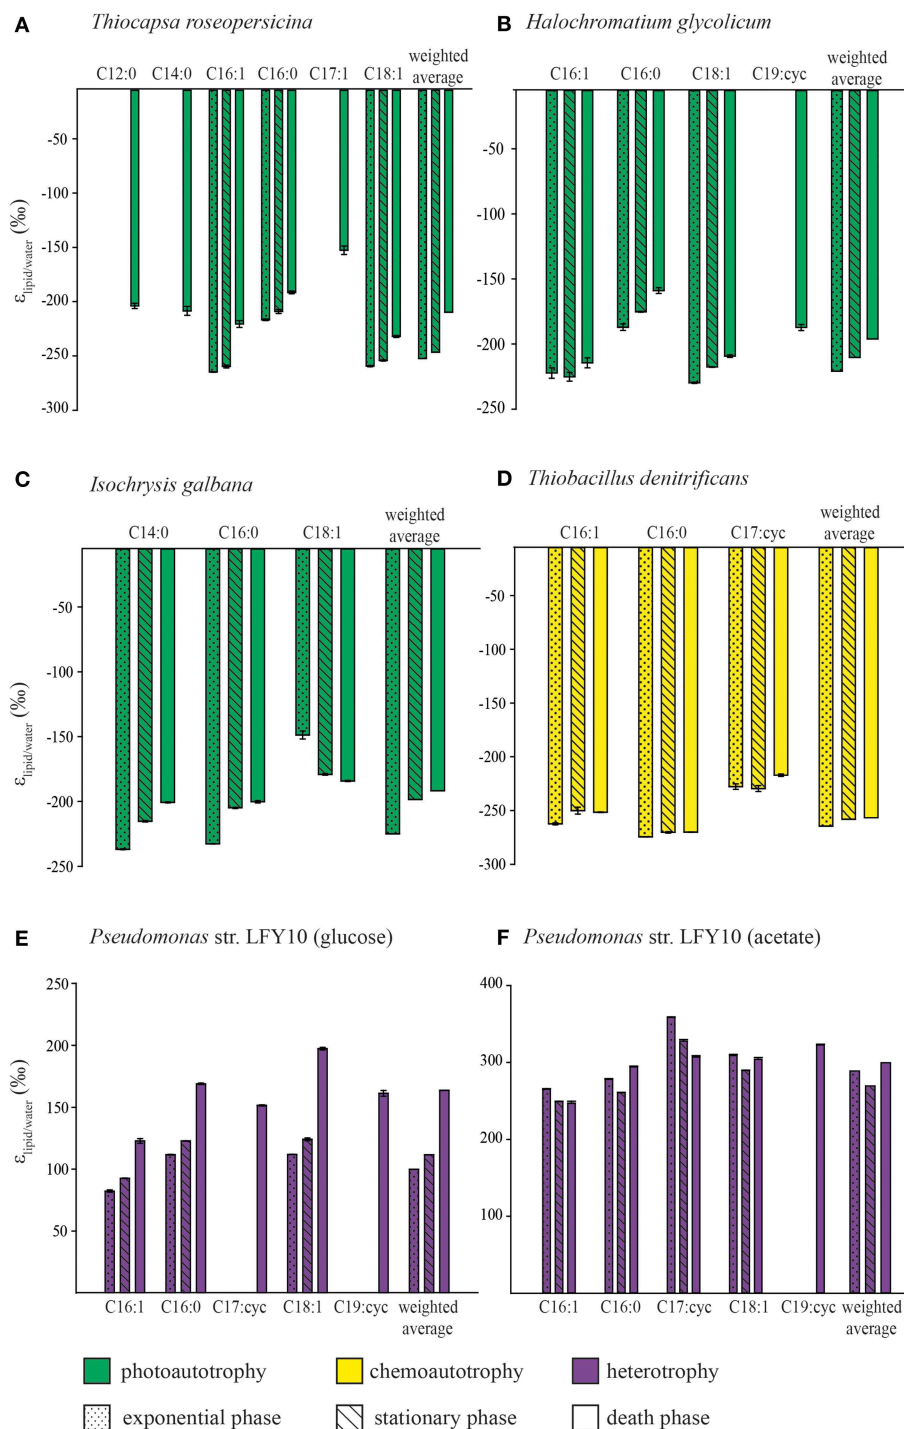 A Thiocapsa roseopersicina
C12:0 C14:0 C16:1 C16:0 C17:1 C18:1 weighted average
-50
-100
-150
-200
-250
-300
εlipid/water (‰)
B Halochromatium glycolicum
C16:1 C16:0 C18:1 C19:cyc weighted average
-50
-100
-150
-200
-250
C Isochrysis galbana
C14:0 C16:0 C18:1 weighted average
-50
-100
-150
-200
-250
εlipid/water (‰)
D Thiobacillus denitrificans
C16:1 C16:0 C17:cyc weighted average
-50
-100
-150
-200
-250
-300
E Pseudomonas str. LFY10 (glucose)
250
200
150
100
50
εlipid/water (‰)
C16:1 C16:0 C17:cyc C18:1 C19:cyc weighted average
F Pseudomonas str. LFY10 (acetate)
400
300
200
100
C16:1 C16:0 C17:cyc C18:1 C19:cyc weighted average
photoautotrophy chemoautotrophy heterotrophy
exponential phase stationary phase death phase